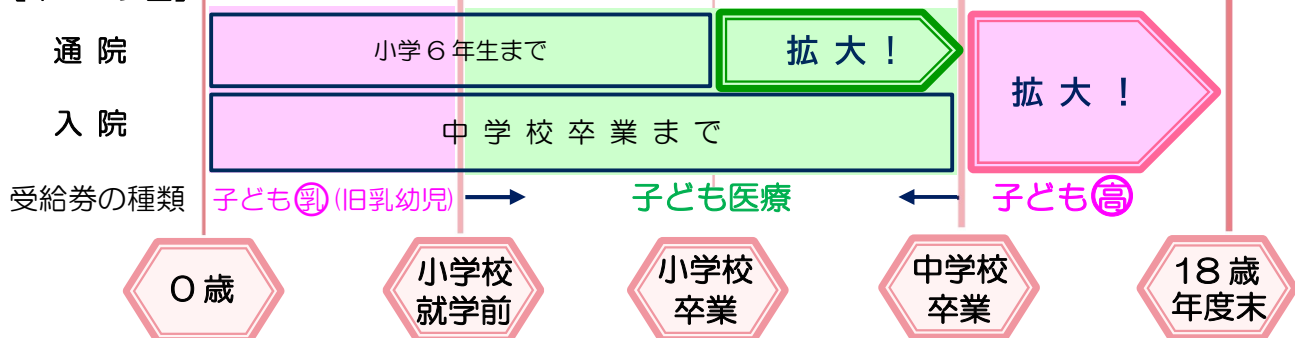 通院
小学6年生まで
拡大!
拡大!
入院
中学校卒業まで
受給券の種類
子ども乳(旧乳幼児)
子ども医療
子ども高
0歳
小学校
就学前
小学校
卒業
中学校
卒業
18歳
年度末